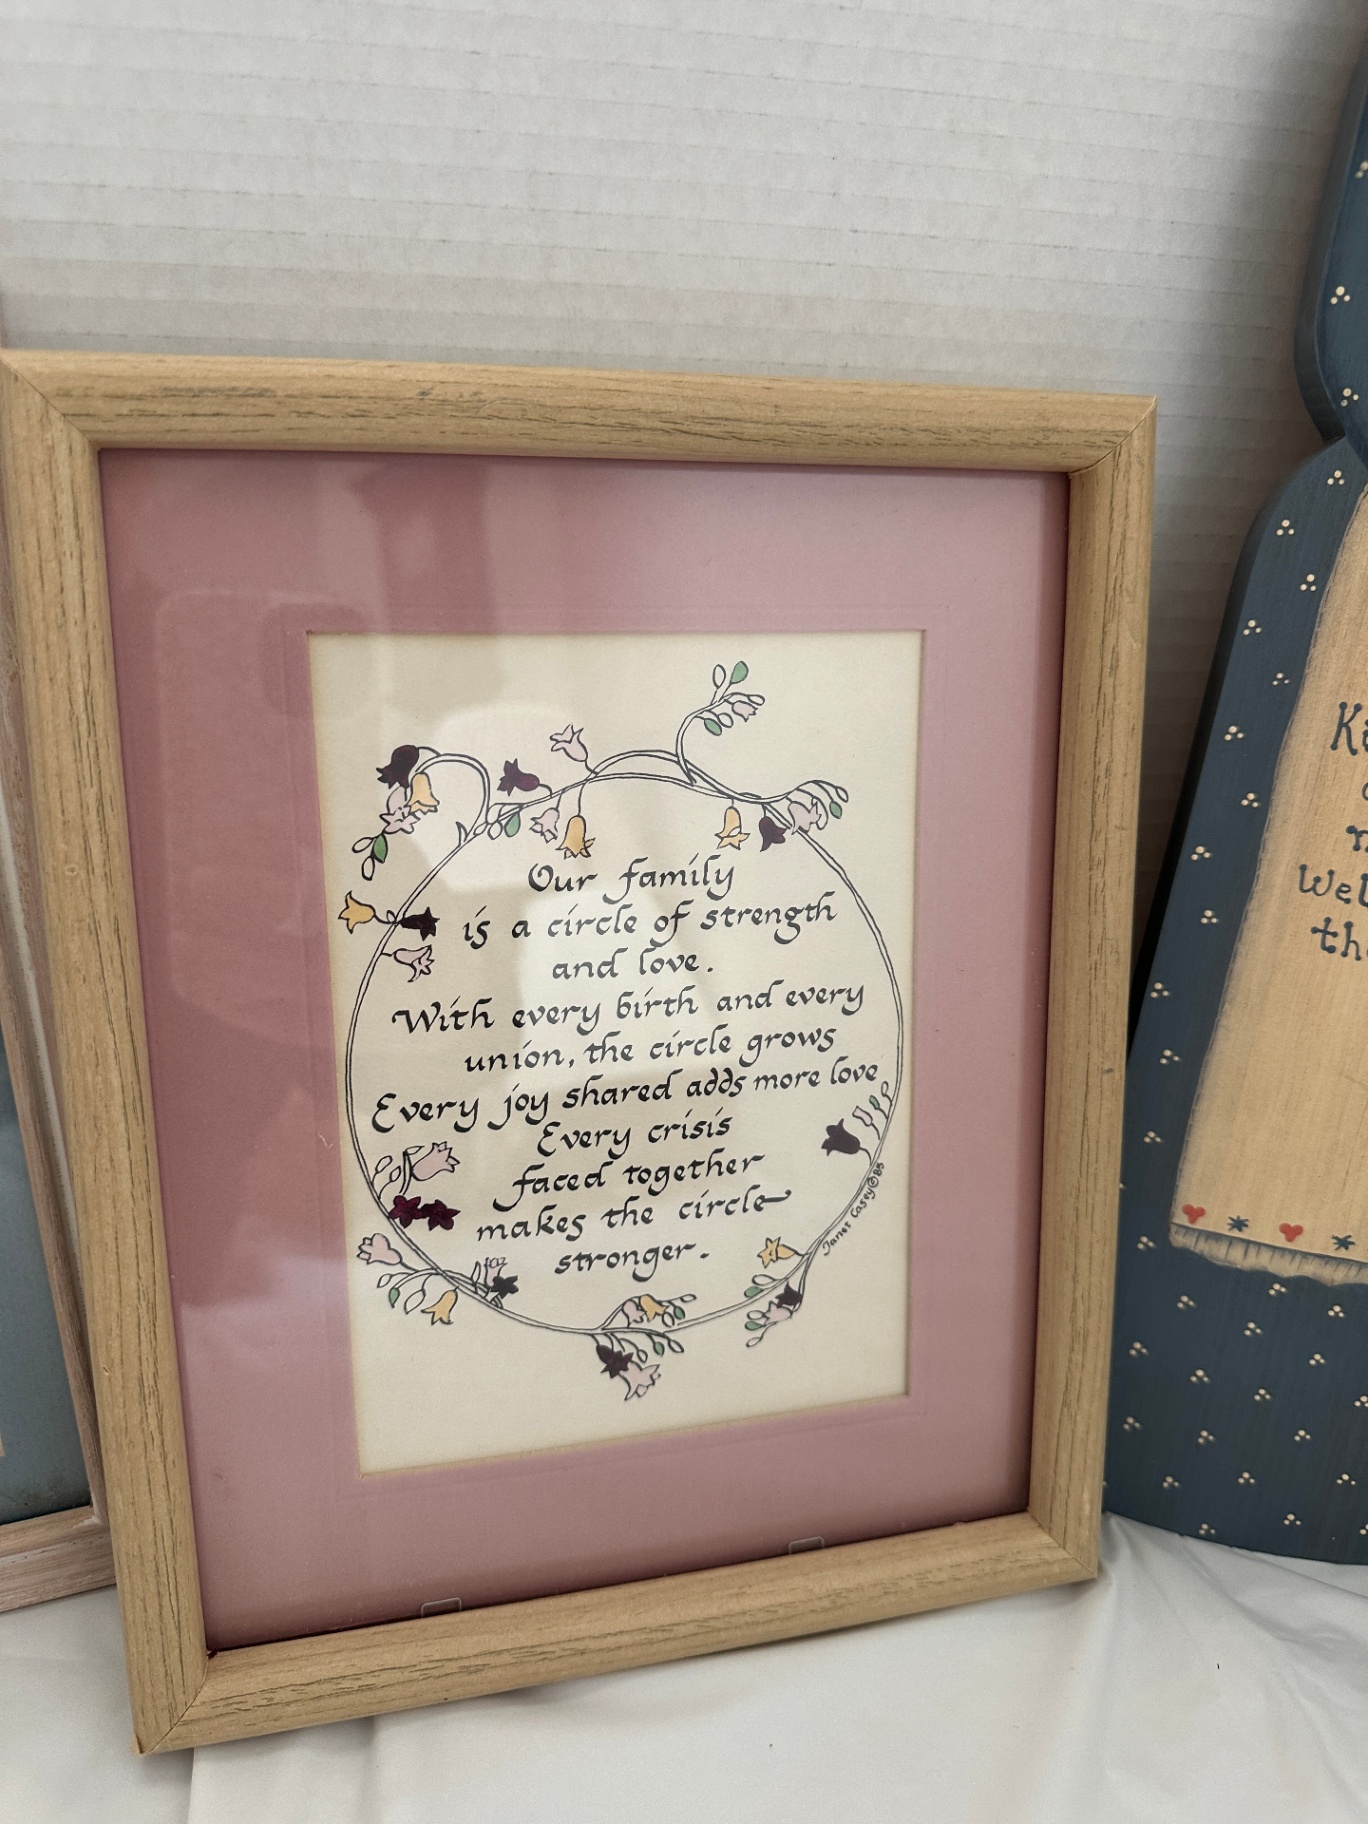 Our family
is a circle of strength
and love.
With every birth and every
union, the circle grows
Every joy shared adds more love
Every crisis
faced together
makes the circle
stronger.
Janet Casey©85